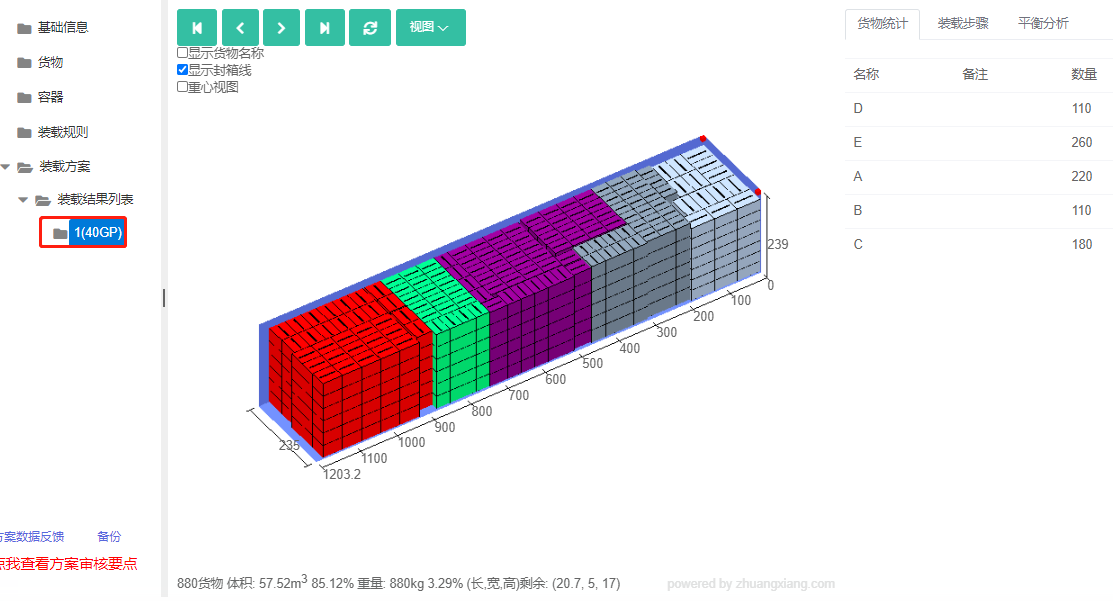 基础信息
货物
容器
装载规则
装载方案
装载结果列表
1(40GP)
方案数据反馈 备份
点我查看方案审核要点
视图
显示货物名称
显示封箱线
重心视图
239
0
100
200
300
400
500
600
700
800
900
1000
1100
1203.2
235
880货物 体积: 57.52m3 85.12% 重量: 880kg 3.29% (长,宽,高)剩余: (20.7, 5, 17)
powered by zhuangxiang.com
货物统计 装载步骤 平衡分析
名称 备注 数量
D 110
E 260
A 220
B 110
C 180